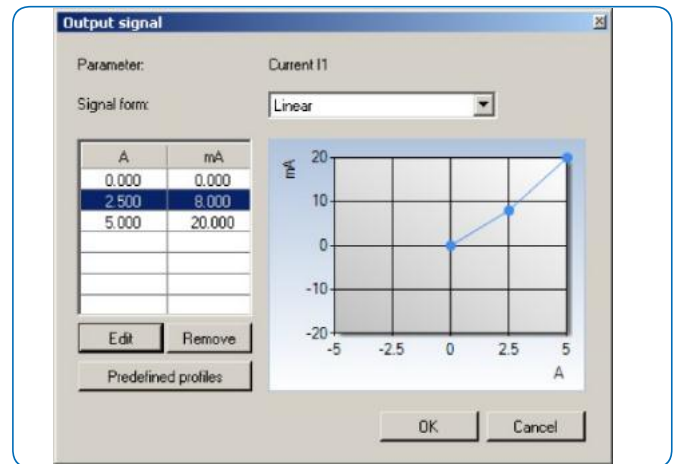 Output signal
Parameter: Current I1
Signal form: Linear
A mA
0.000 0.000
2.500 8.000
5.000 20.000
Edit Remove
Predefined profiles
mA
20
10
0
-10
-20
-5 -2.5 0 2.5 5
A
OK Cancel